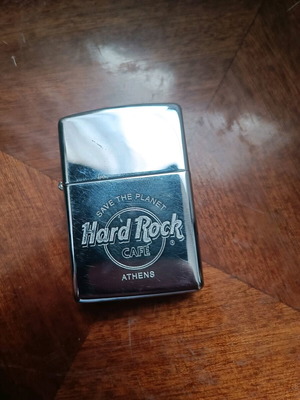 SAVE THE PLANET
Hard Rock
®
CAFE
ATHENS